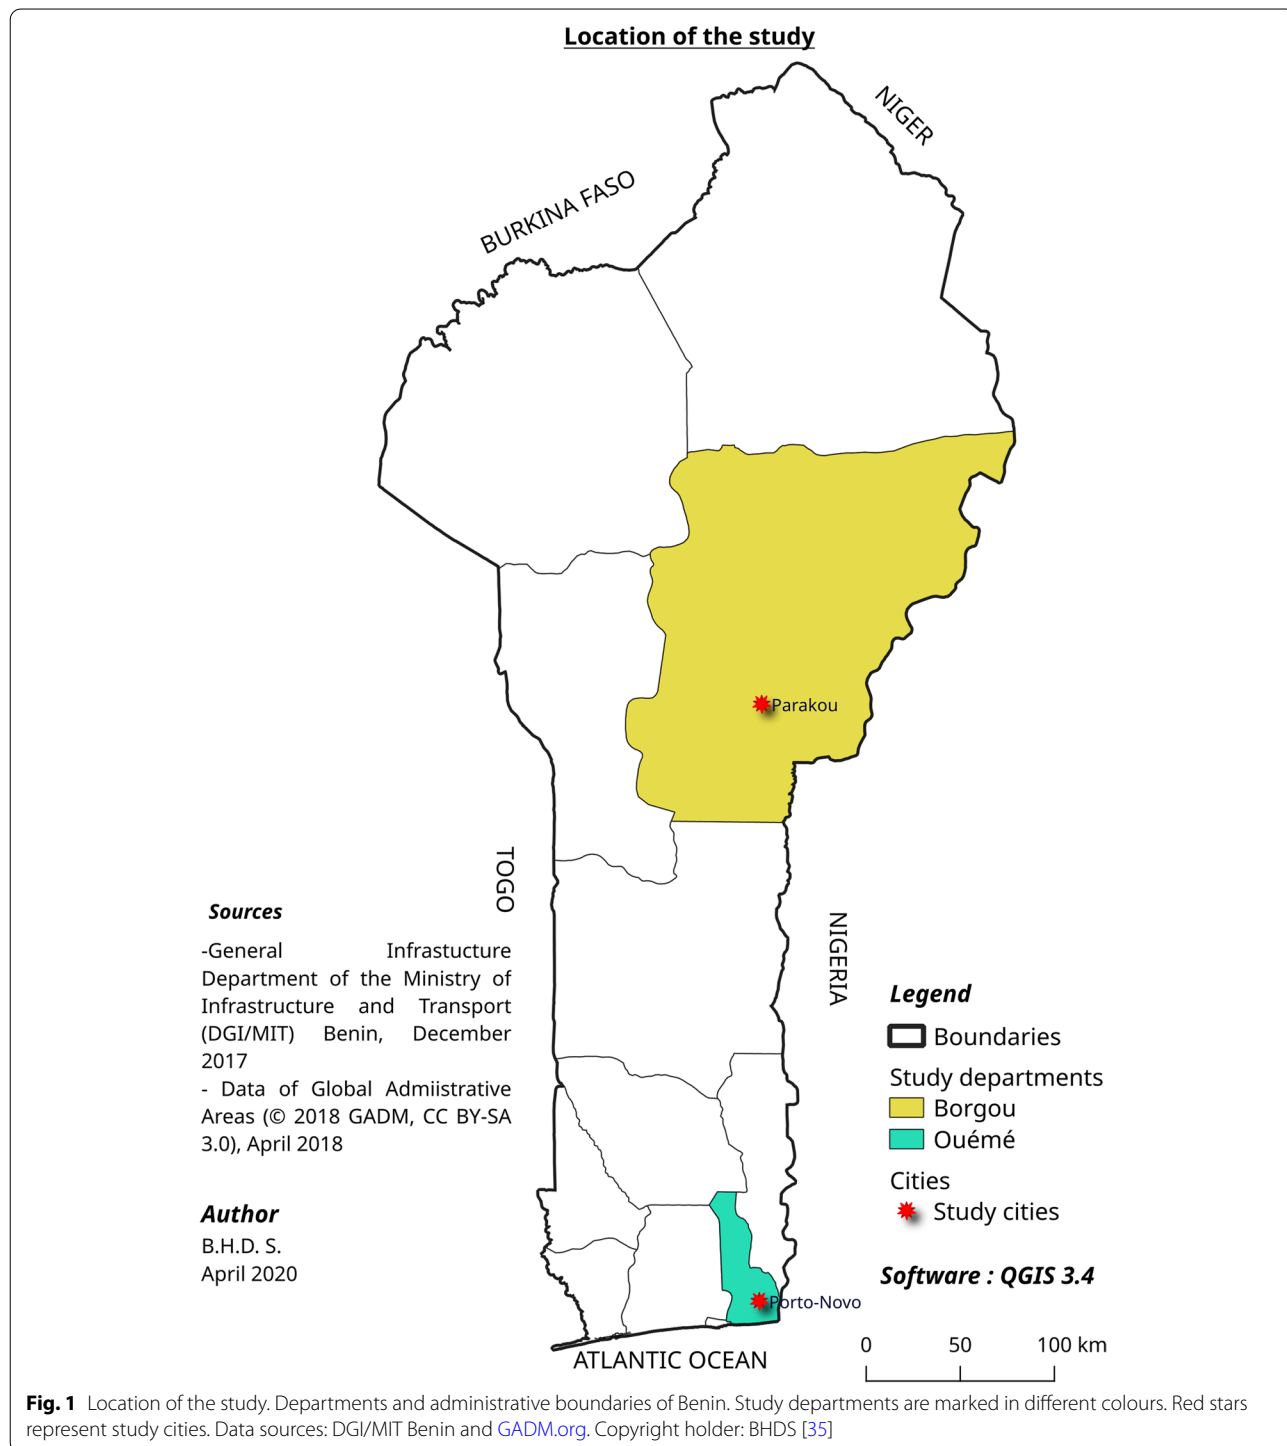 Location of the study
NIGER
BURKINA FASO
Parakou
TOGO
NIGERIA
Sources
-General Infrastucture
Department of the Ministry of
Infrastructure and Transport
(DGI/MIT) Benin, December
2017
- Data of Global Admiistrative
Areas (© 2018 GADM, CC BY-SA
3.0), April 2018
Author
B.H.D. S.
April 2020
Legend
Boundaries
Study departments
Borgou
Ouémé
Cities
Study cities
Software : QGIS 3.4
Porto-Novo
0 50 100 km
ATLANTIC OCEAN
Fig. 1 Location of the study. Departments and administrative boundaries of Benin. Study departments are marked in different colours. Red stars
represent study cities. Data sources: DGI/MIT Benin and GADM.org. Copyright holder: BHDS [35]